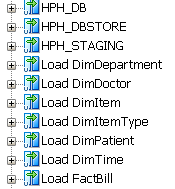 HPH_DB
HPH_DBSTORE
HPH_STAGING
Load DimDepartment
Load DimDoctor
Load DimItem
Load DimItemType
Load DimPatient
Load DimTime
Load FactBill